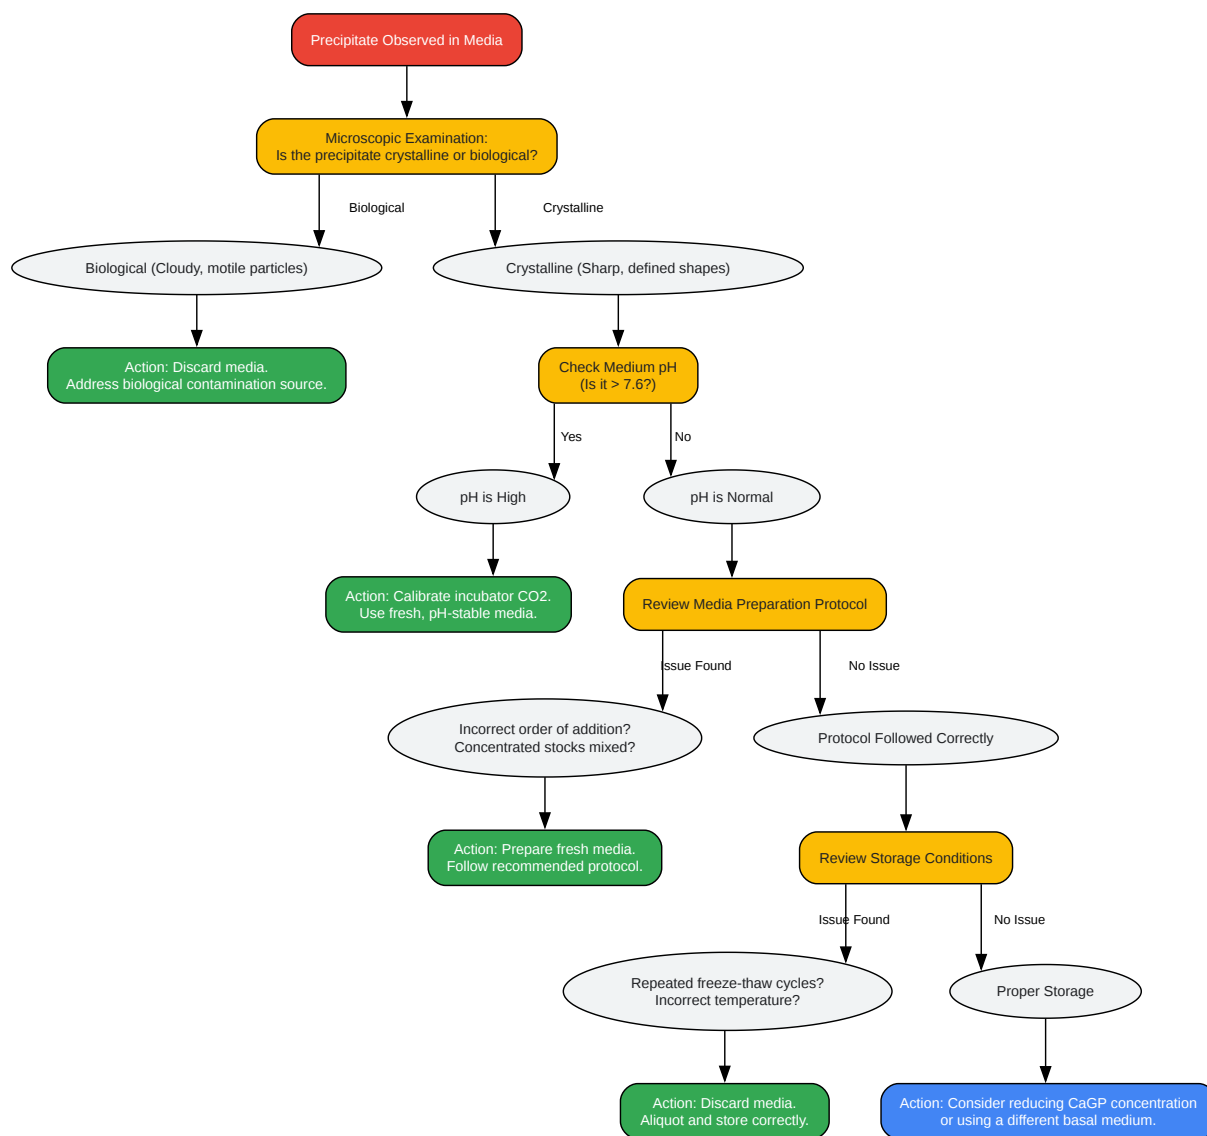 Precipitate Observed in Media
Microscopic Examination:
Is the precipitate crystalline or biological?
Biological
Crystalline
Biological (Cloudy, motile particles)
Crystalline (Sharp, defined shapes)
Action: Discard media.
Address biological contamination source.
Check Medium pH
(Is it > 7.6?)
Yes
No
pH is High
pH is Normal
Action: Calibrate incubator CO2.
Use fresh, pH-stable media.
Review Media Preparation Protocol
Issue Found
No Issue
Incorrect order of addition?
Concentrated stocks mixed?
Protocol Followed Correctly
Action: Prepare fresh media.
Follow recommended protocol.
Review Storage Conditions
Issue Found
No Issue
Repeated freeze-thaw cycles?
Incorrect temperature?
Proper Storage
Action: Discard media.
Aliquot and store correctly.
Action: Consider reducing CaGP concentration
or using a different basal medium.